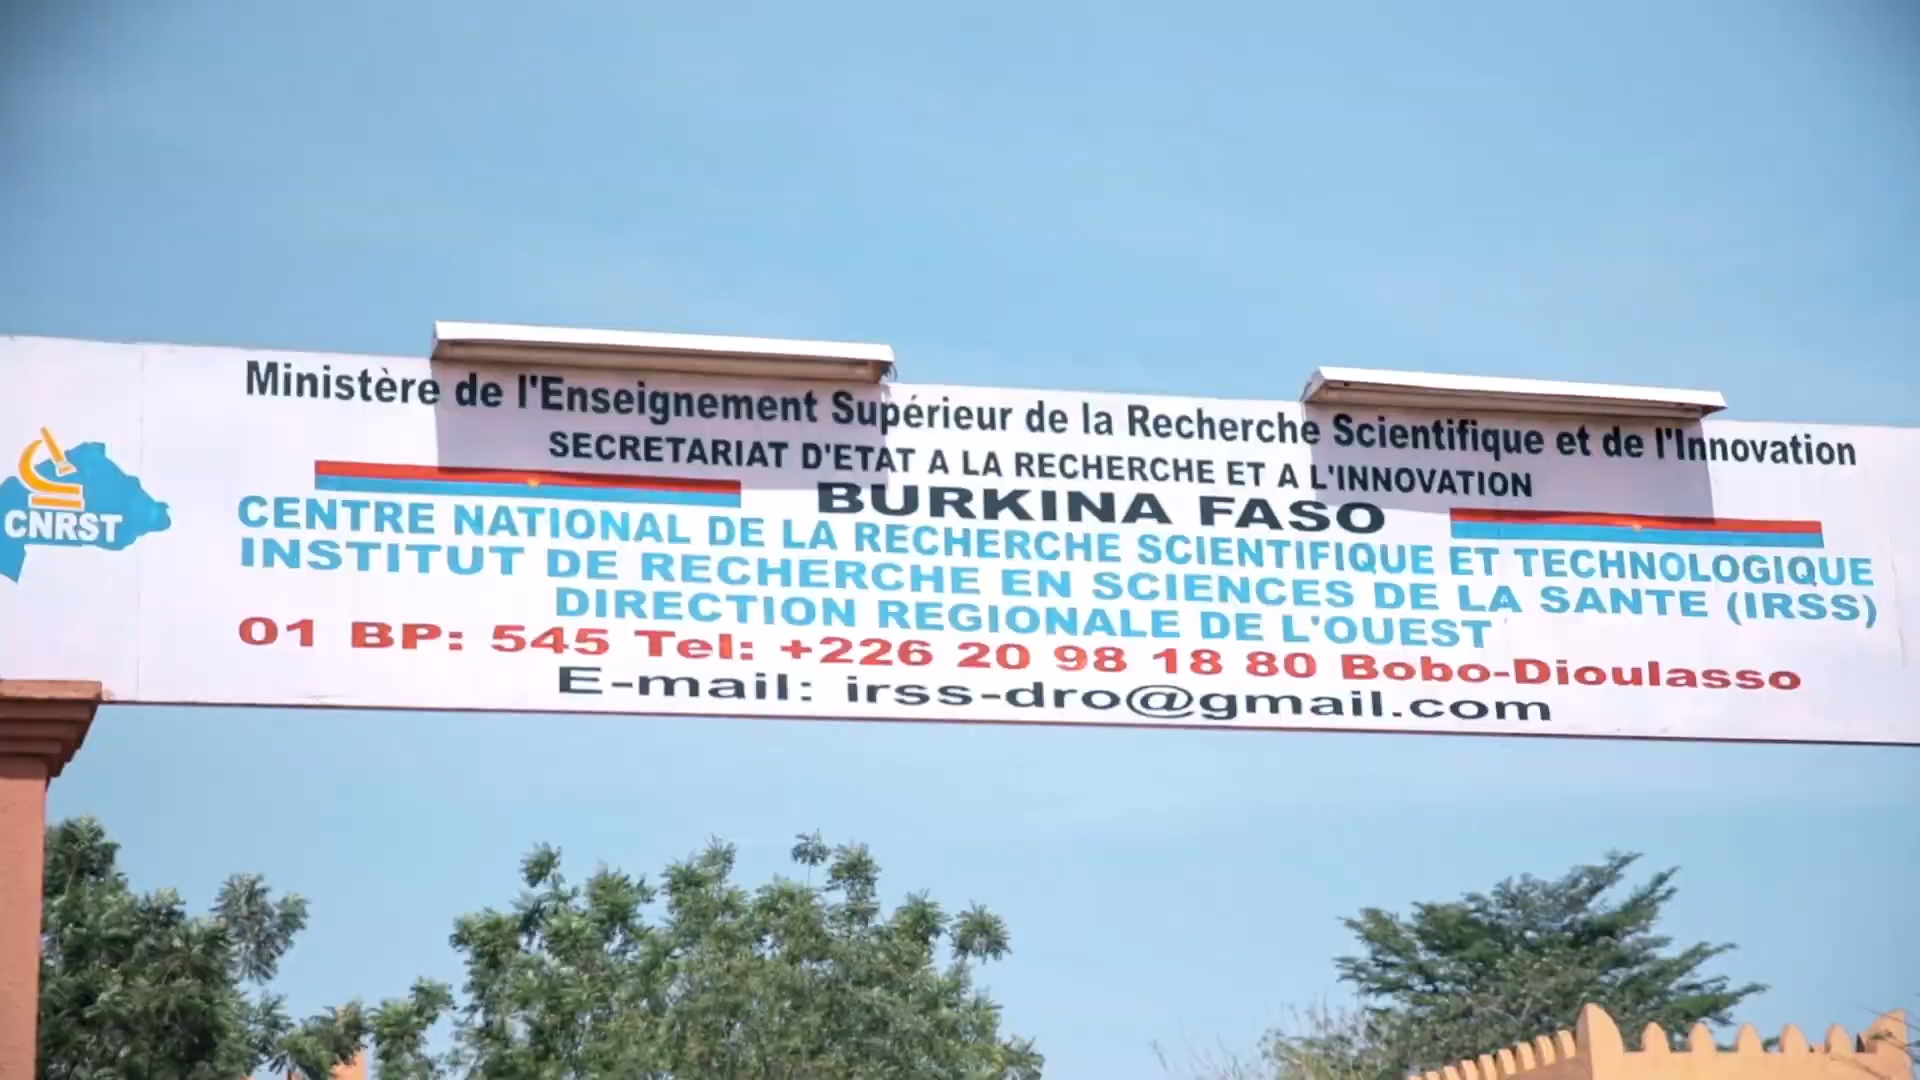 Ministère de l'Enseignement Supérieur de la Recherche Scientifique et de l'Innovation
SECRETARIAT D'ETAT A LA RECHERCHE ET A L'INNOVATION
BURKINA FASO
CNRST
CENTRE NATIONAL DE LA RECHERCHE SCIENTIFIQUE ET TECHNOLOGIQUE
INSTITUT DE RECHERCHE EN SCIENCES DE LA SANTE (IRSS)
DIRECTION REGIONALE DE L'OUEST
01 BP: 545 Tel: +226 20 98 18 80 Bobo-Dioulasso
E-mail: irss-dro@gmail.com